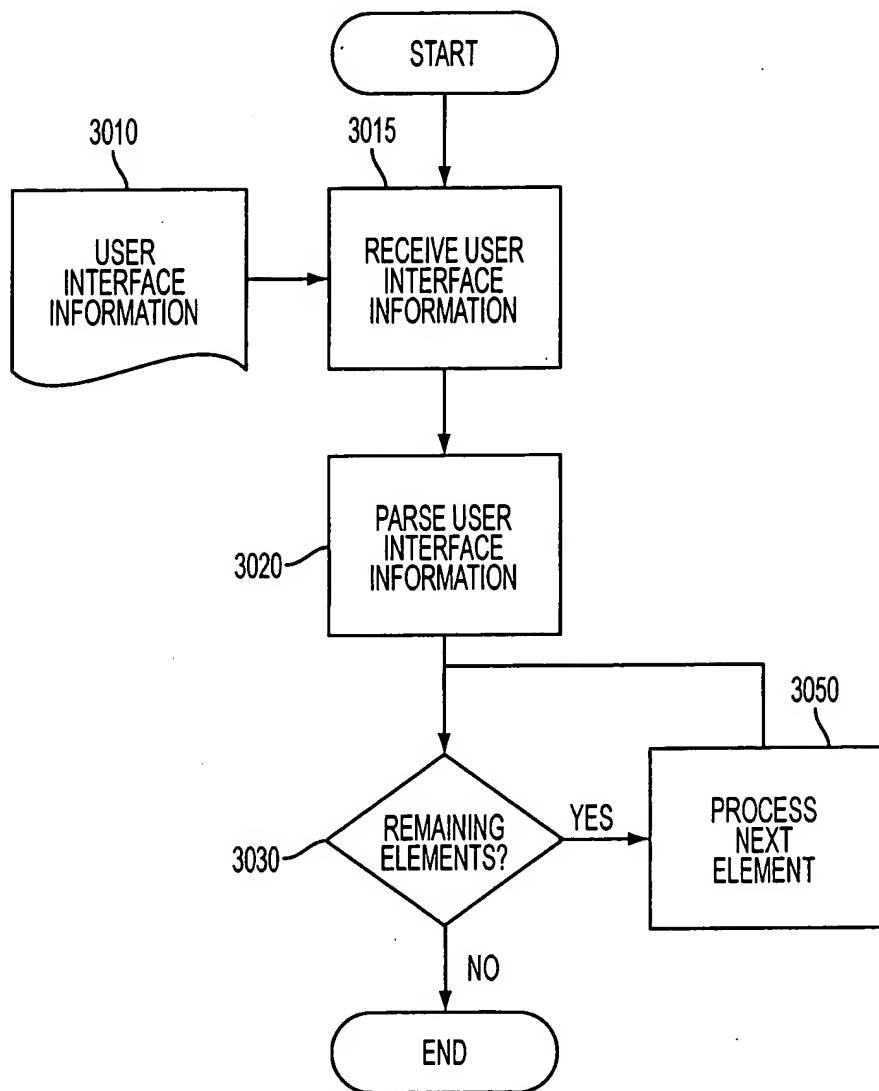 START
3010
3015
USER
INTERFACE
INFORMATION
RECEIVE USER
INTERFACE
INFORMATION
PARSE USER
INTERFACE
INFORMATION
3020
3050
REMAINING
ELEMENTS?
3030
YES
PROCESS
NEXT
ELEMENT
NO
END